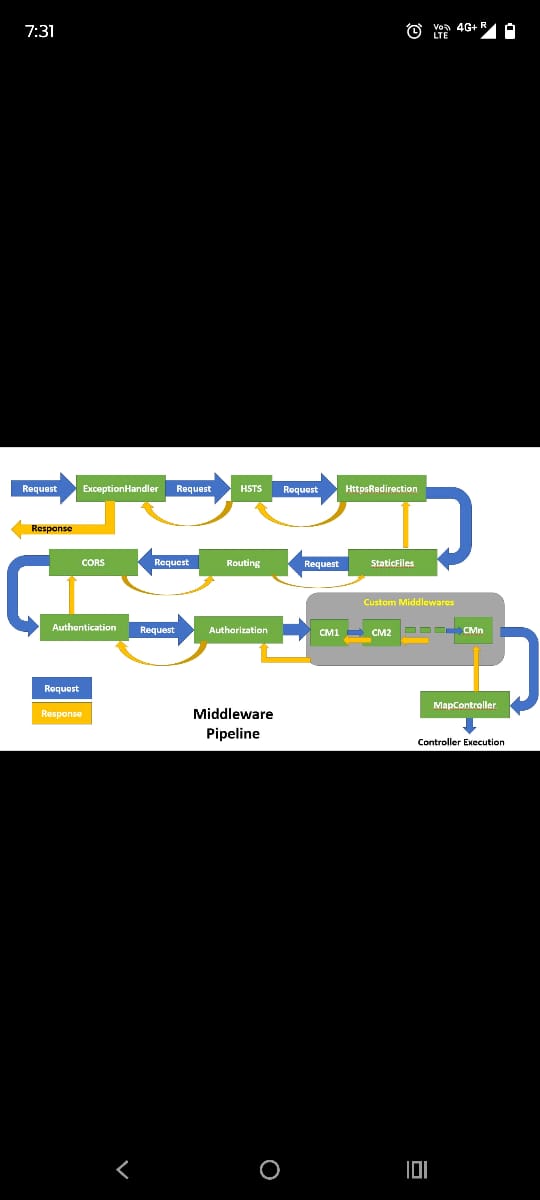 7:31
Vo
LTE
4G+ R
Request
ExceptionHandler
Request
HSTS
Request
HttpsRedirection
Response
CORS
Request
Routing
Request
StaticFiles
Custom Middlewares
Authentication
Request
Authorization
CM1
CM2
CMn
Request
Response
Middleware
Pipeline
MapController
Controller Execution